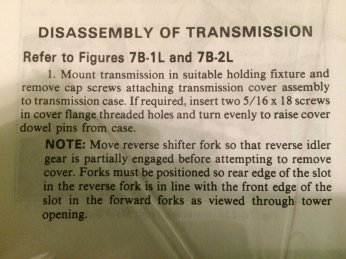 DISASSEMBLY OF TRANSMISSION
Refer to Figures 7B-1L and 7B-2L
1. Mount transmission in suitable holding fixture and
remove cap screws attaching transmission cover assembly
to transmission case. If required, insert two 5/16 x 18 screws
in cover flange threaded holes and turn evenly to raise cover
dowel pins from case.
NOTE: Move reverse shifter fork so that reverse idler
gear is partially engaged before attempting to remove
cover. Forks must be positioned so rear edge of the slot
in the reverse fork is in line with the front edge of the
slot in the forward forks as viewed through tower
opening.